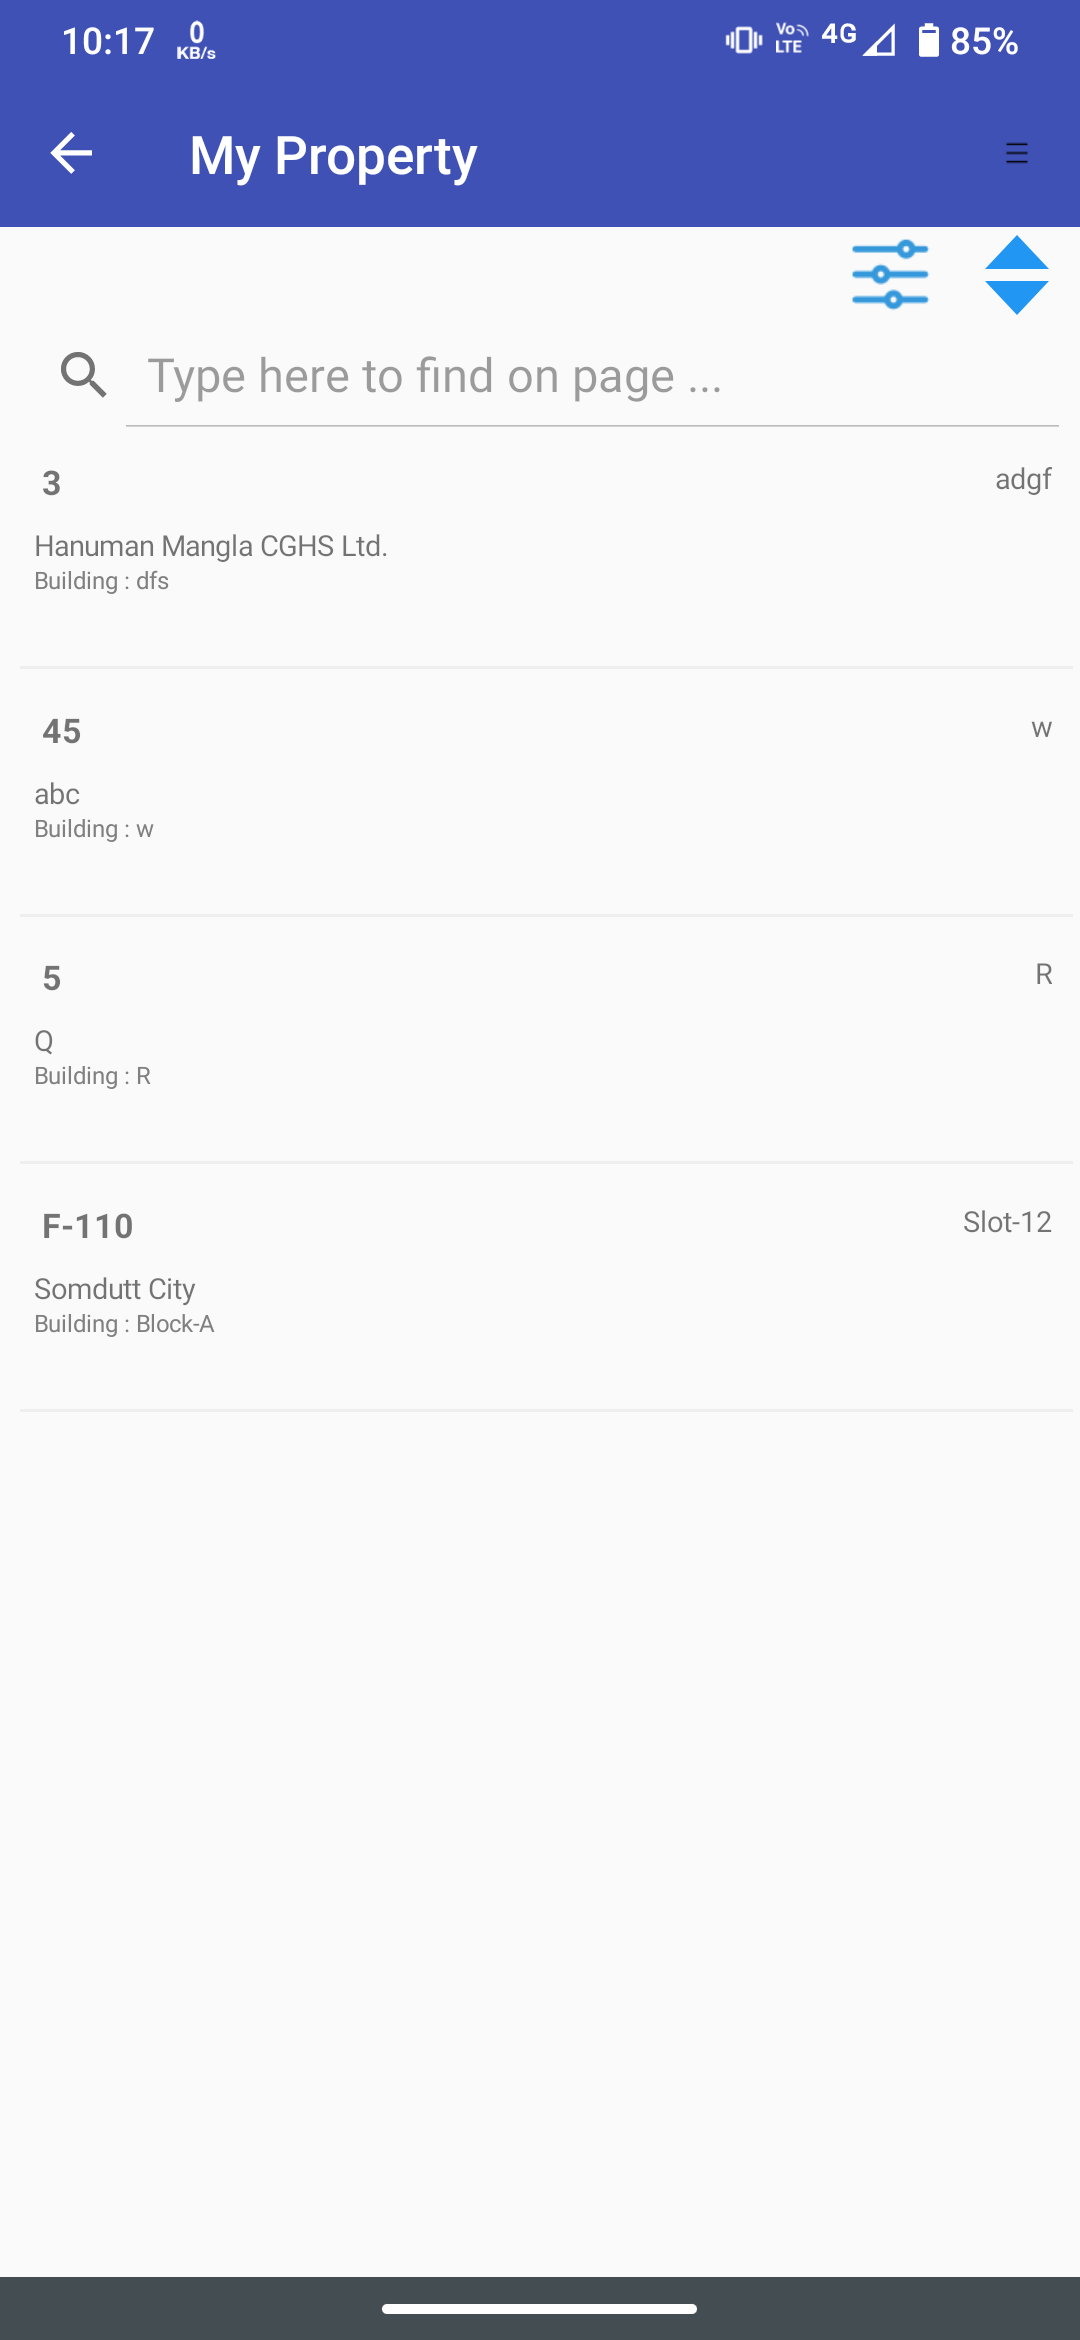 10:17 0 KB/s Vo LTE 4G 85%
My Property
Type here to find on page ...
3 adgf
Hanuman Mangla CGHS Ltd.
Building : dfs
45 w
abc
Building : w
5 R
Q
Building : R
F-110 Slot-12
Somdutt City
Building : Block-A